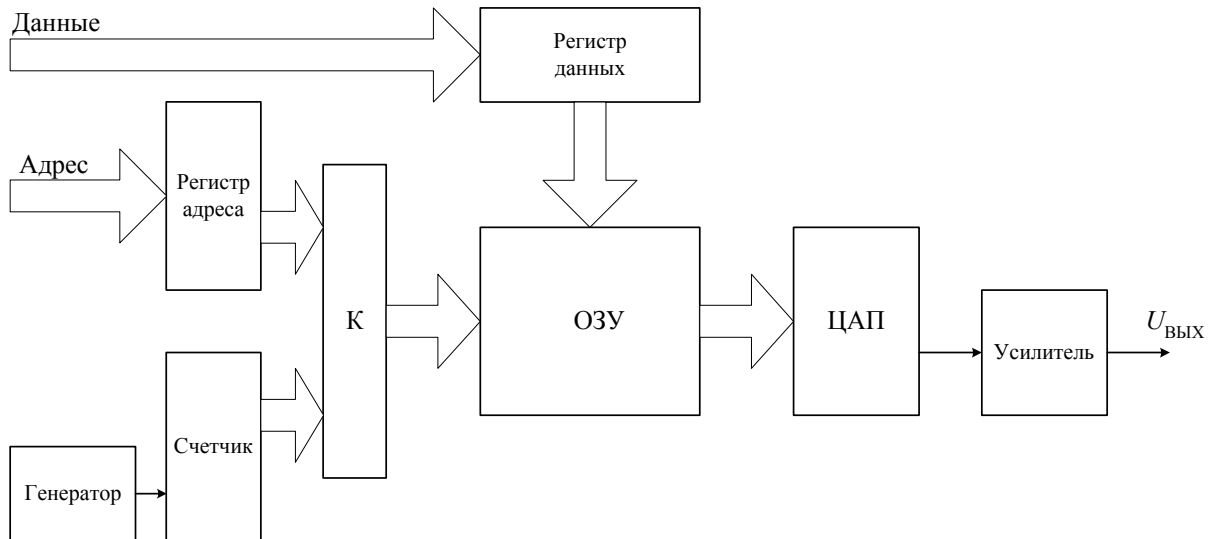 Данные
Регистр
данных
Адрес
Регистр
адреса
К
ОЗУ
ЦАП
Усилитель
UВЫХ
Счетчик
Генератор